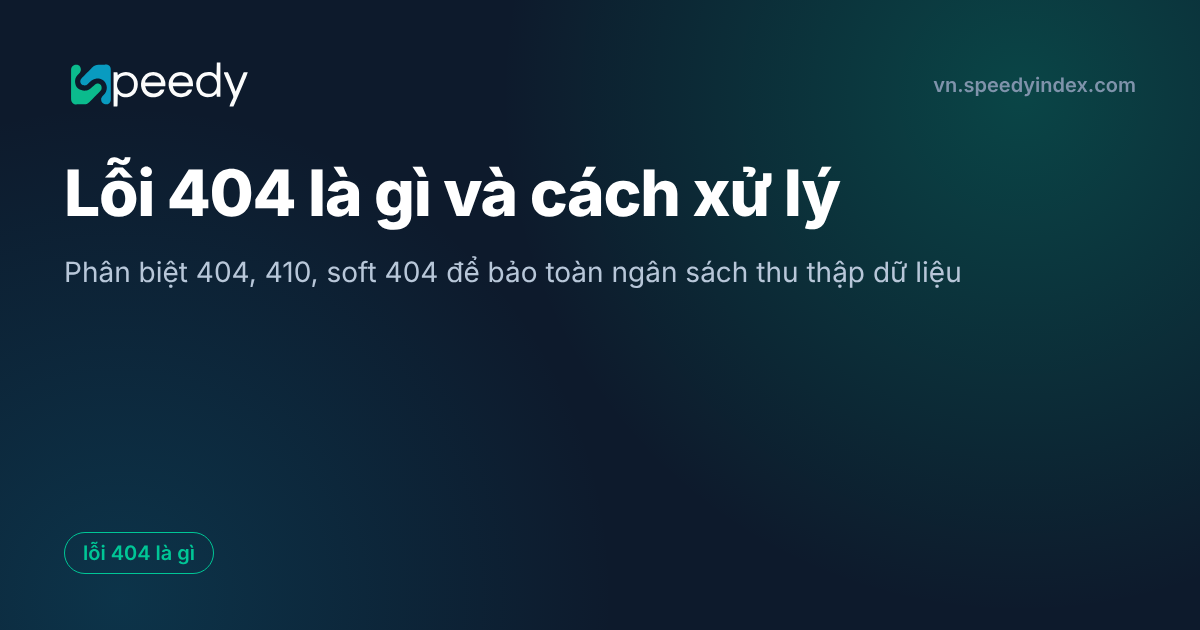 Speedy
vn.speedyindex.com
Lỗi 404 là gì và cách xử lý
Phân biệt 404, 410, soft 404 để bảo toàn ngân sách thu thập dữ liệu
lỗi 404 là gì